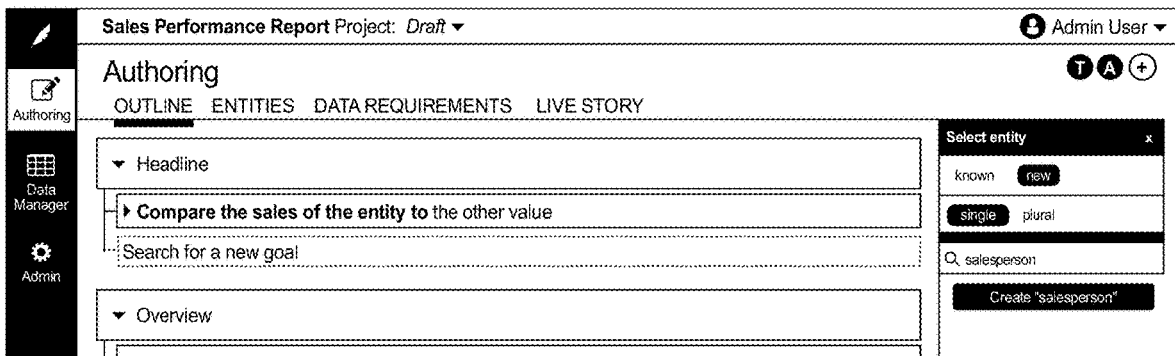 Sales Performance Report Project: Draft
Admin User
Authoring
T A +
OUTLINE ENTITIES DATA REQUIREMENTS LIVE STORY
Authoring
Data
Manager
Admin
Headline
Compare the sales of the entity to the other value
Search for a new goal
Overview
Select entity x
known new
single plural
salesperson
Create "salesperson"